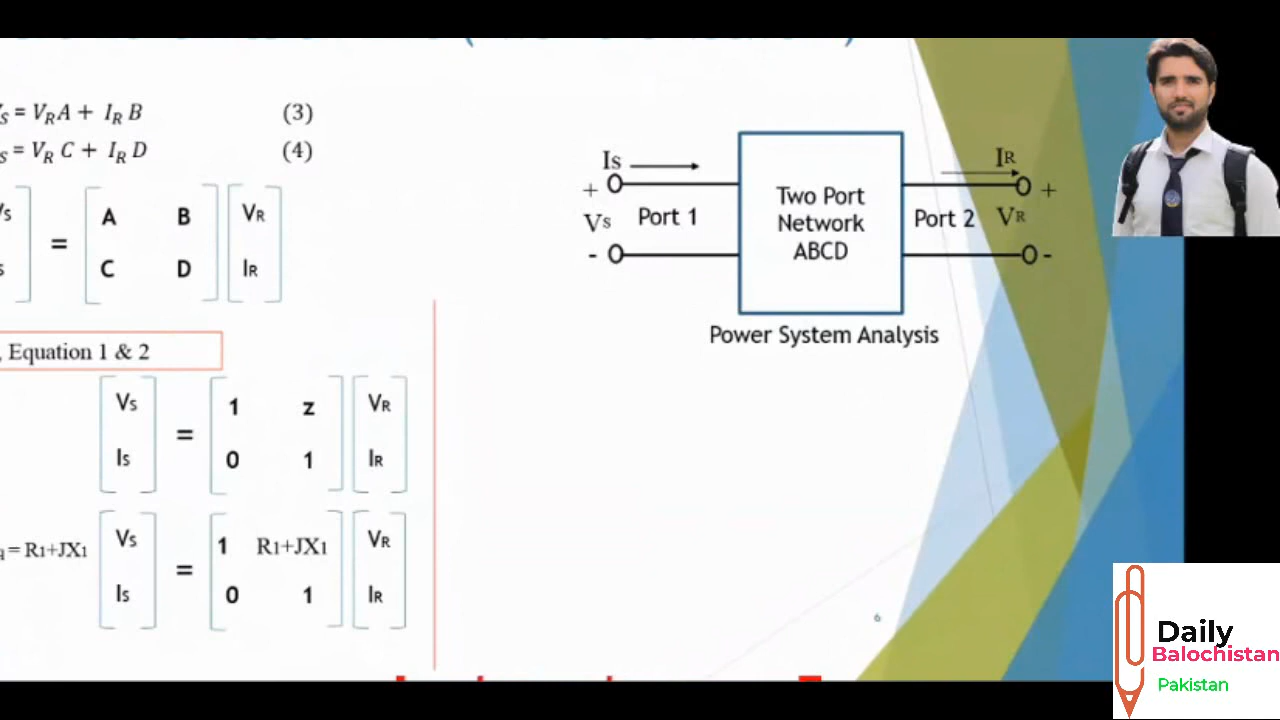 = VRA + IR B (3)
= VR C + IR D (4)
A B VR
=
C D IR
, Equation 1 & 2
VS 1 z VR
=
IS 0 1 IR
= R1+JX1
VS 1 R1+JX1 VR
=
IS 0 1 IR
Is
+
Vs
-
Port 1
Two Port
Network
ABCD
Port 2
IR
+
VR
-
Power System Analysis
6
Daily
Balochistan
Pakistan